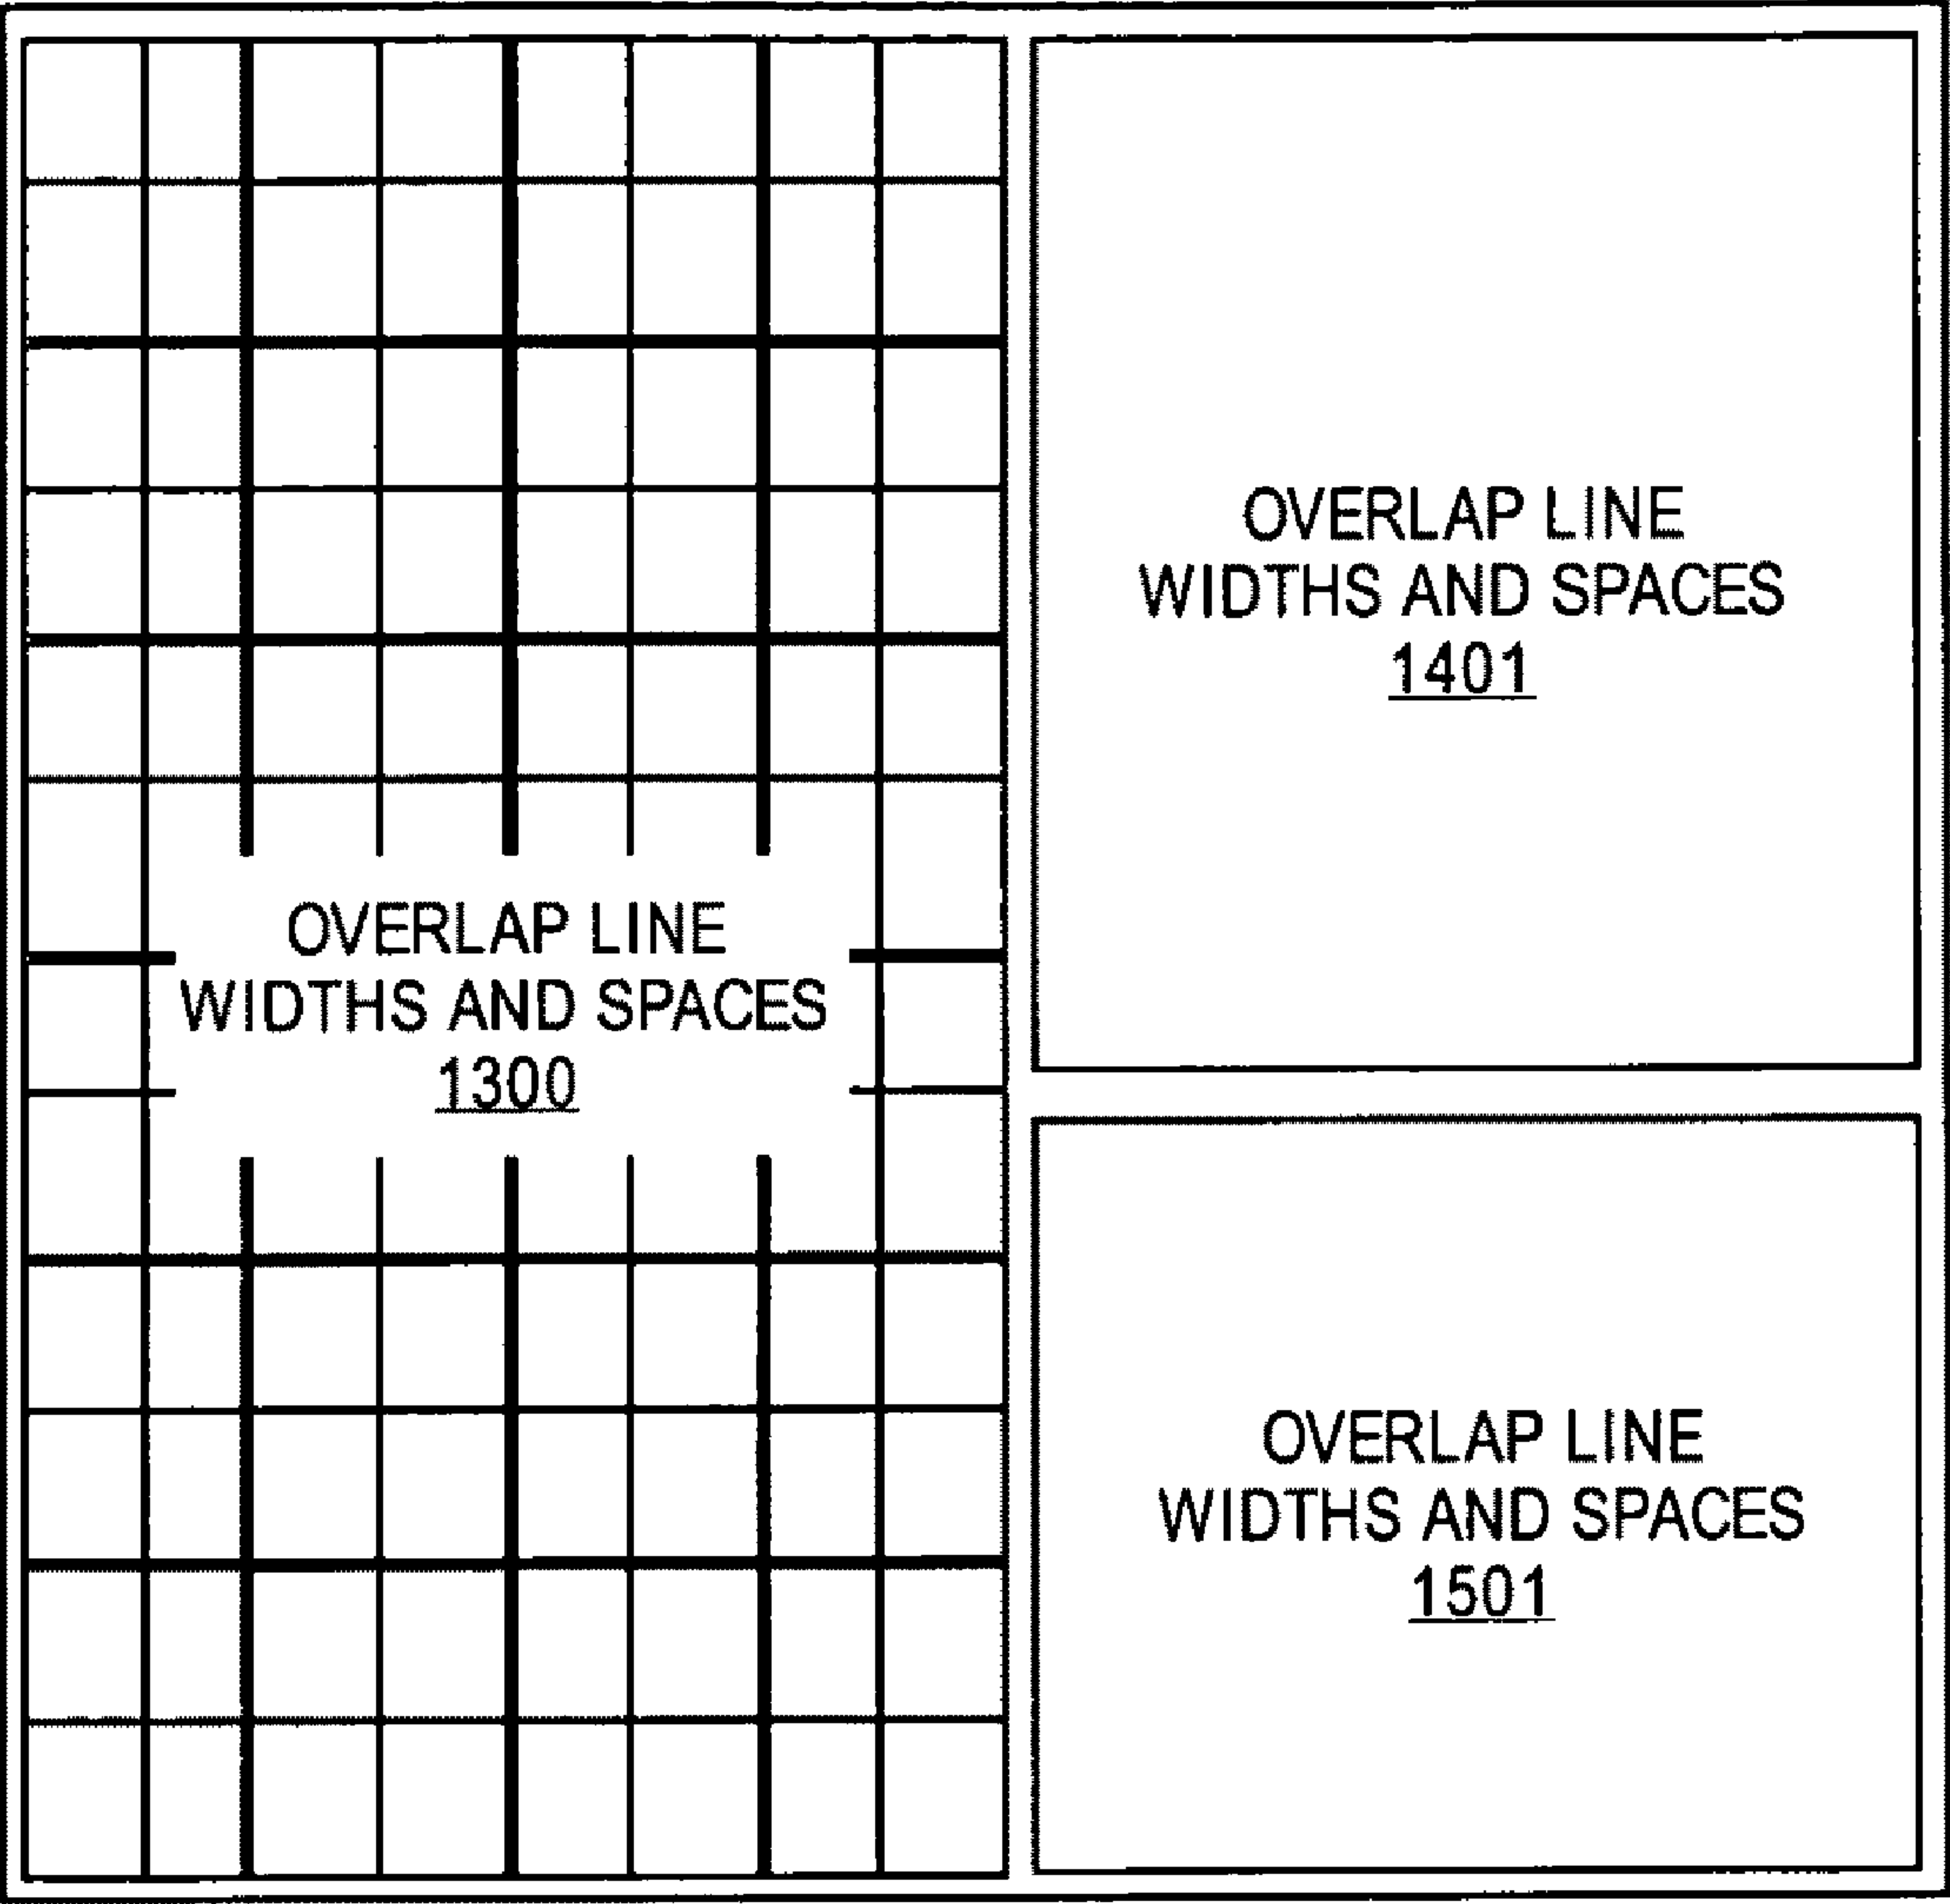 OVERLAP LINE
WIDTHS AND SPACES
1300
OVERLAP LINE
WIDTHS AND SPACES
1401
OVERLAP LINE
WIDTHS AND SPACES
1501